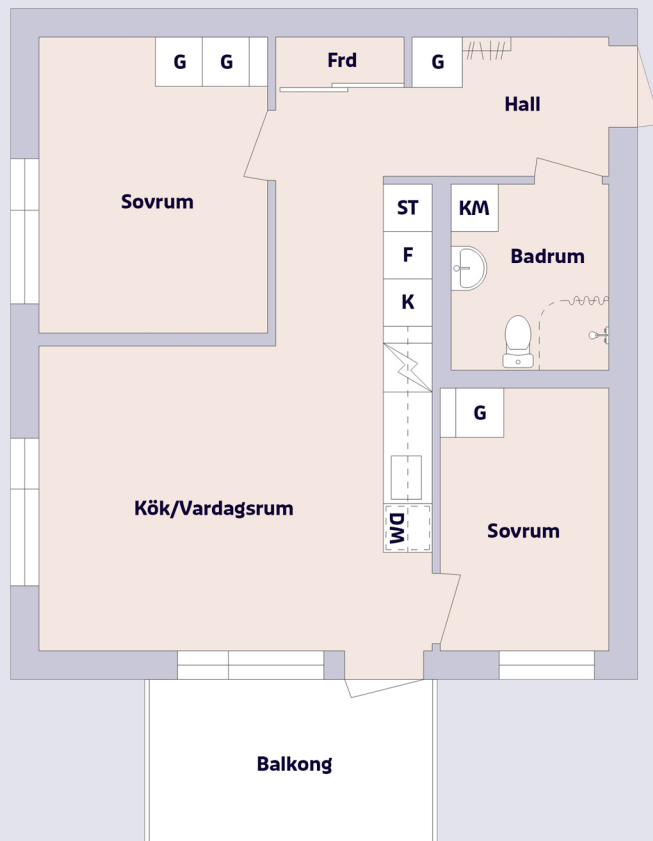 G
G
Frd
G
Hall
Sovrum
ST
KM
F
Badrum
K
G
Kök/Vardagsrum
DM
Sovrum
Balkong